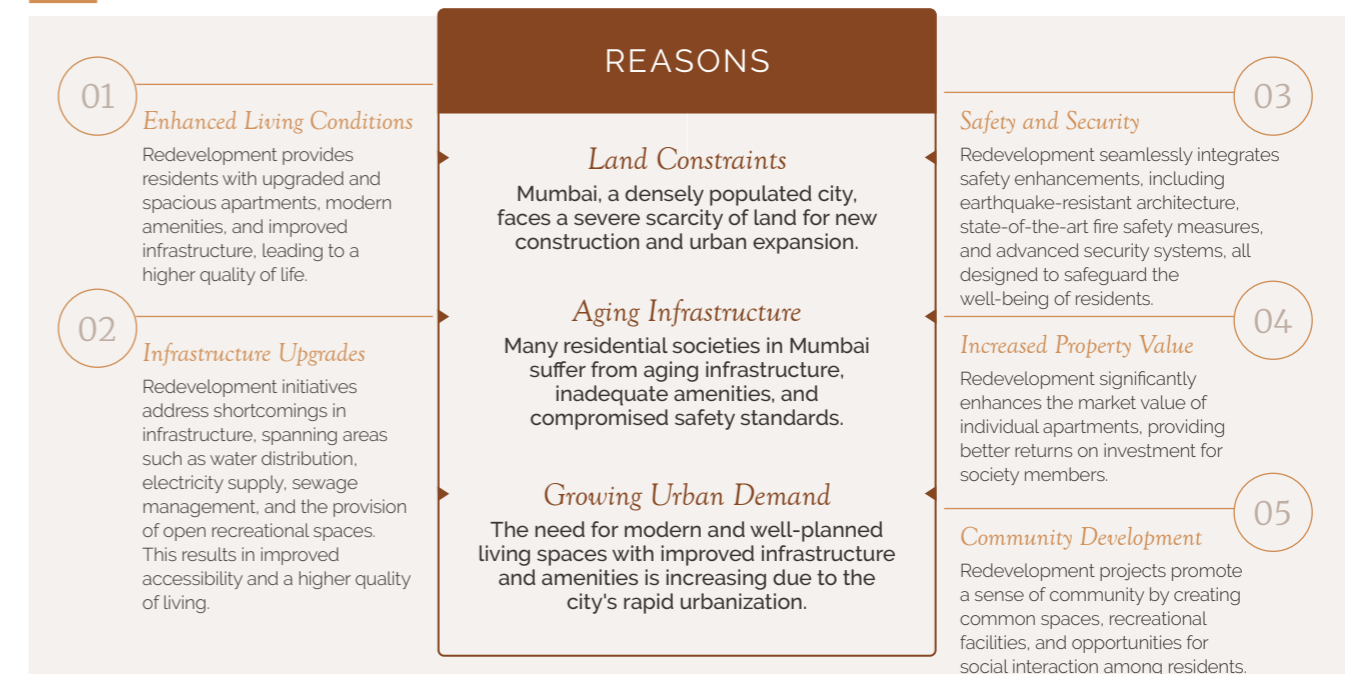 01
Enhanced Living Conditions
Redevelopment provides
residents with upgraded and
spacious apartments, modern
amenities, and improved
infrastructure, leading to a
higher quality of life.
02
Infrastructure Upgrades
Redevelopment initiatives
address shortcomings in
infrastructure, spanning areas
such as water distribution,
electricity supply, sewage
management, and the provision
of open recreational spaces.
This results in improved
accessibility and a higher quality
of living.
REASONS
Land Constraints
Mumbai, a densely populated city,
faces a severe scarcity of land for new
construction and urban expansion.
Aging Infrastructure
Many residential societies in Mumbai
suffer from aging infrastructure,
inadequate amenities, and
compromised safety standards.
Growing Urban Demand
The need for modern and well-planned
living spaces with improved infrastructure
and amenities is increasing due to the
city's rapid urbanization.
03
Safety and Security
Redevelopment seamlessly integrates
safety enhancements, including
earthquake-resistant architecture,
state-of-the-art fire safety measures,
and advanced security systems, all
designed to safeguard the
well-being of residents.
04
Increased Property Value
Redevelopment significantly
enhances the market value of
individual apartments, providing
better returns on investment for
society members.
05
Community Development
Redevelopment projects promote
a sense of community by creating
common spaces, recreational
facilities, and opportunities for
social interaction among residents.